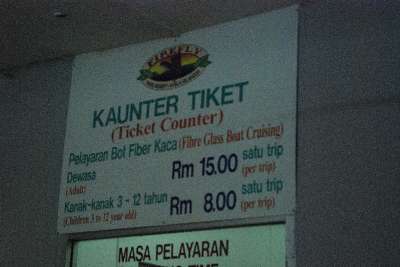 FIREFLY
KAUNTER TIKET
(Ticket Counter)
Pelayaran Bot Fiber Kaca (Fibre Glass Boat Cruising)
Dewasa Rm 15.00 satu trip
(Adult) (per trip)
Kanak-kanak 3 - 12 tahun Rm 8.00 satu trip
(Children 3 to 12 year old) (per trip)
MASA PELAYARAN